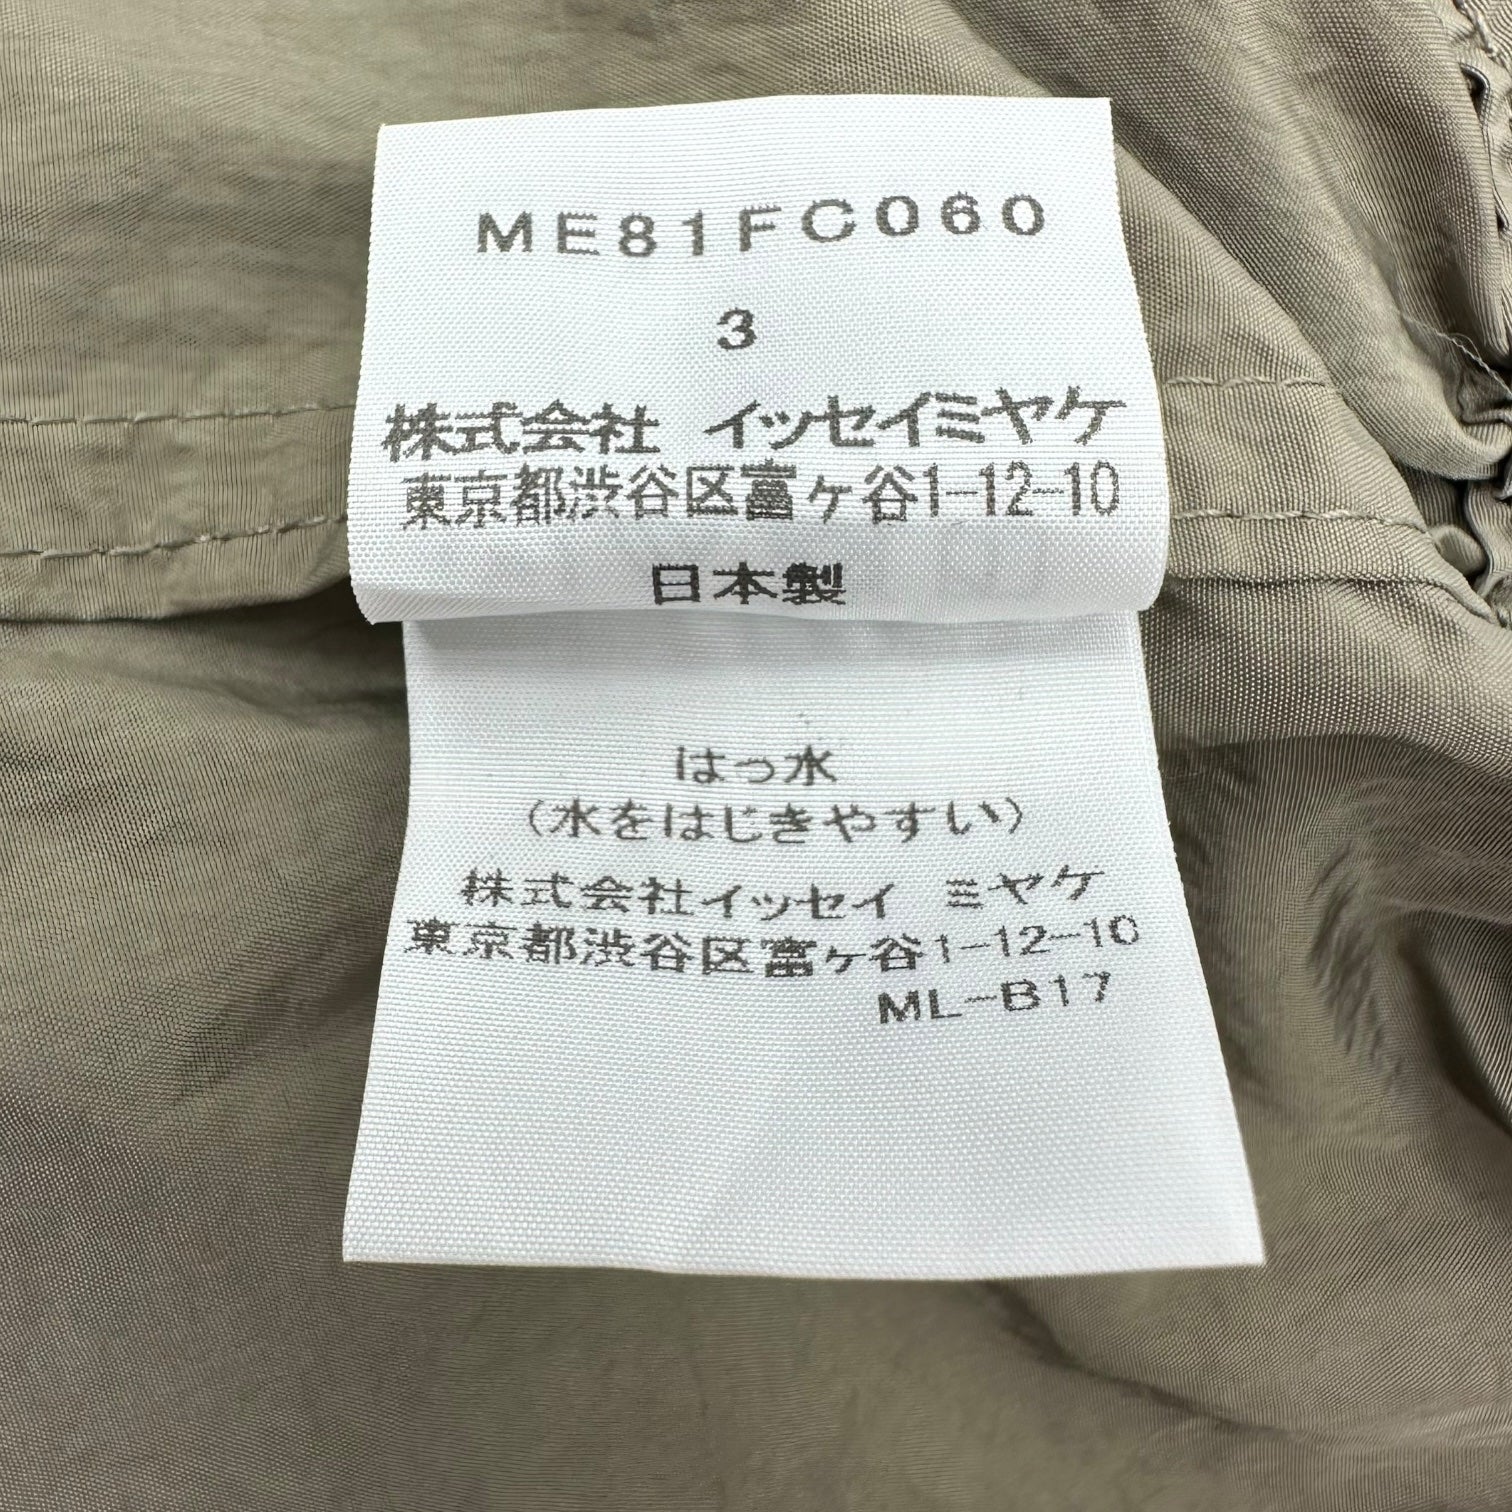 ME81FC060
3
株式会社 イッセイミヤケ
東京都渋谷区富ヶ谷1-12-10
日本製
はっ水
(水をはじきやすい)
株式会社イッセイ ミヤケ
東京都渋谷区富ヶ谷1-12-10
ML-B17